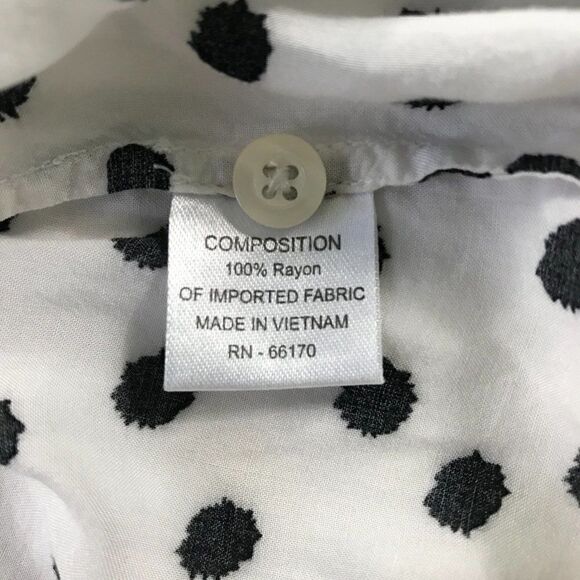 COMPOSITION
100% Rayon
OF IMPORTED FABRIC
MADE IN VIETNAM
RN - 66170